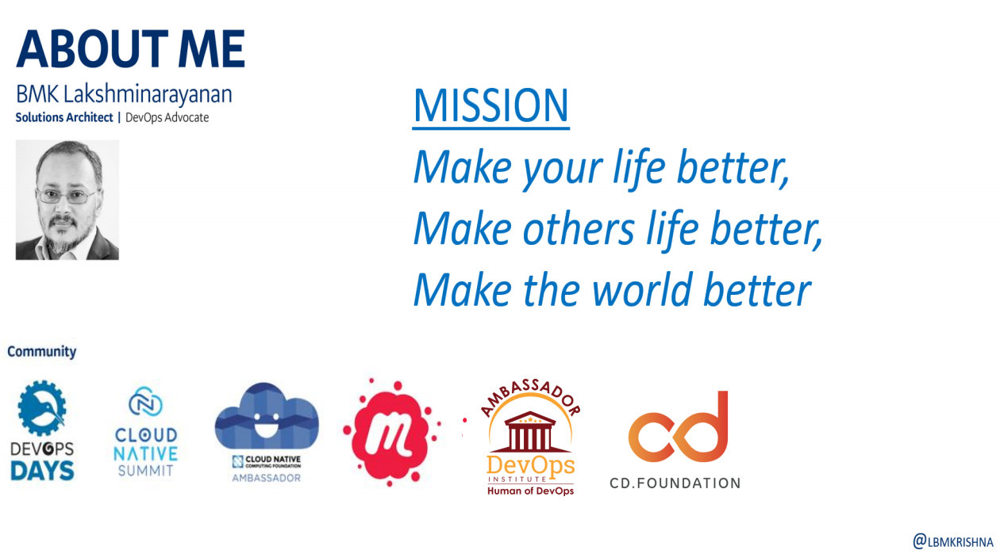 ABOUT ME
BMK Lakshminarayanan
Solutions Architect | DevOps Advocate
MISSION
Make your life better,
Make others life better,
Make the world better
Community
DEVOPS
DAYS
CLOUD
NATIVE
SUMMIT
CLOUD NATIVE
COMPUTING FOUNDATION
AMBASSADOR
m
AMBASSADOR
DevOps
INSTITUTE
Human of DevOps
cd
CD.FOUNDATION
@LBMKRISHNA